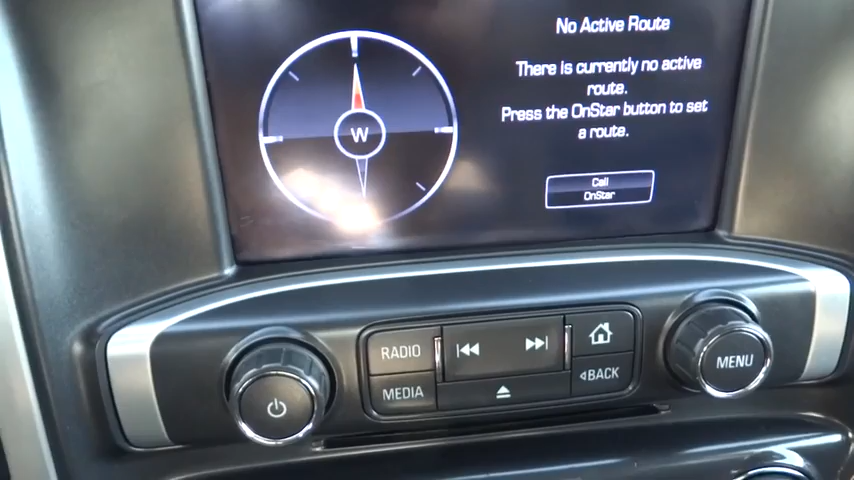 No Active Route
There is currently no active
route.
Press the OnStar button to set
a route.
W
Call
OnStar
RADIO
MEDIA
BACK
MENU